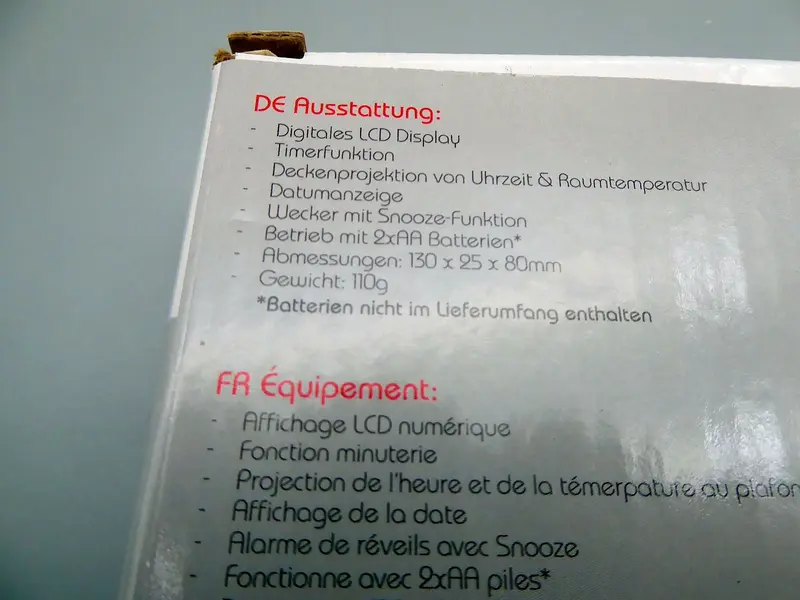 DE Ausstattung:
- Digitales LCD Display
- Timerfunktion
- Deckenprojektion von Uhrzeit & Raumtemperatur
- Datumanzeige
- Wecker mit Snooze-Funktion
- Betrieb mit 2xAA Batterien*
- Abmessungen: 130 x 25 x 80mm
- Gewicht: 110g
*Batterien nicht im Lieferumfang enthalten
FR Équipement:
- Affichage LCD numérique
- Fonction minuterie
- Projection de l'heure et de la témerpature au plafon
- Affichage de la date
- Alarme de réveils avec Snooze
- Fonctionne avec 2xAA piles*